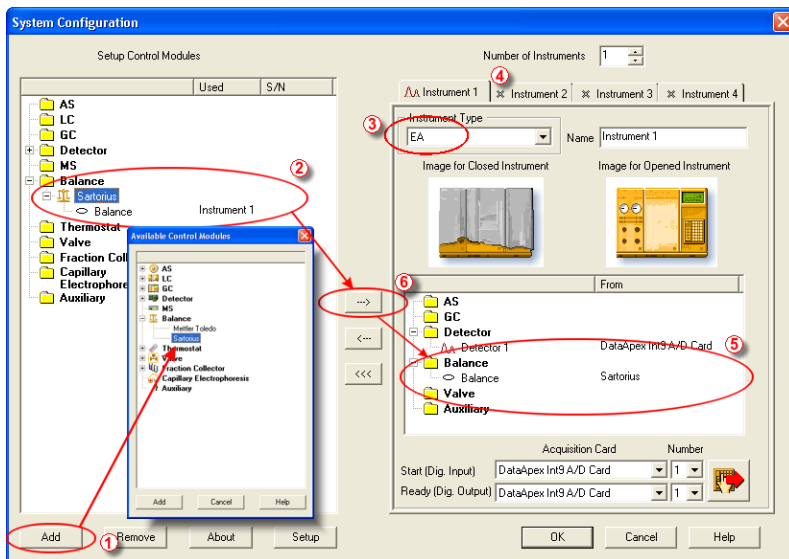 System Configuration
Setup Control Modules
Number of Instruments 1
Used S/N
AS
LC
GC
Detector
MS
Balance
Sartorius
Balance Instrument 1
Thermostat
Valve
Fraction Coll
Capillary
Electrophore
Auxiliary
2
Available Control Modules
AS
LC
GC
Detector
MS
Balance
Mettler Toledo
Sartorius
Thermostat
Valve
Fraction Collector
Capillary Electrophoresis
Auxiliary
Add Cancel Help
Add Remove About Setup
1
--->
<---
<<<
6
4
Instrument 1 Instrument 2 Instrument 3 Instrument 4
3
Instrument Type
EA
Name Instrument 1
Image for Closed Instrument Image for Opened Instrument
From
AS
GC
Detector
Detector 1 DataApex Int9 A/D Card
5
Balance
Balance Sartorius
Valve
Auxiliary
Acquisition Card Number
Start (Dig. Input) DataApex Int9 A/D Card 1
Ready (Dig. Output) DataApex Int9 A/D Card 1
OK Cancel Help